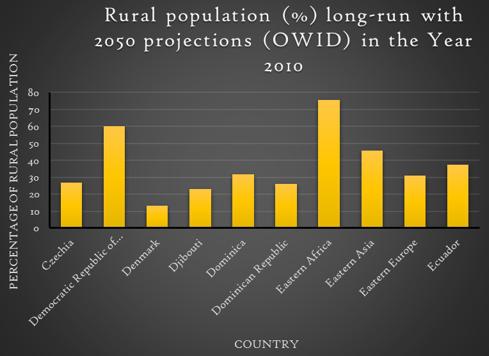 Rural population (%) long-run with
2050 projections (OWID) in the Year
2010
PERCENTAGE OF RURAL POPULATION
80
70
60
50
40
30
20
10
0
Czechia
Democratic Republic of...
Denmark
Djibouti
Dominica
Dominican Republic
Eastern Africa
Eastern Asia
Eastern Europe
Ecuador
COUNTRY